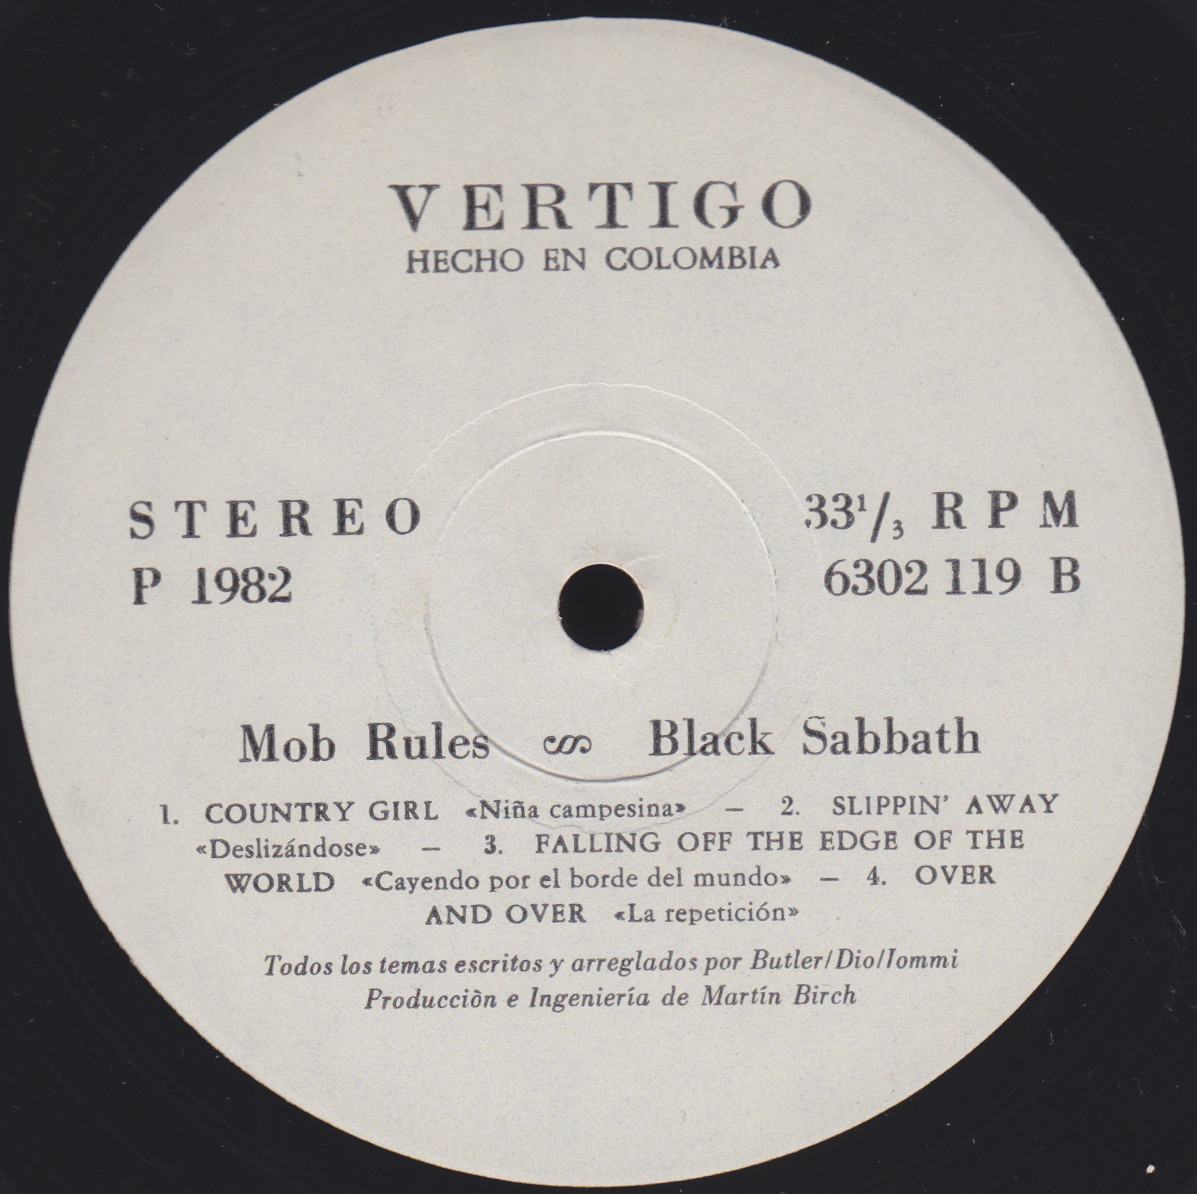 VERTIGO
HECHO EN COLOMBIA
STEREO
33 1/3 RPM
P 1982
6302 119 B
Mob Rules Black Sabbath
1. COUNTRY GIRL «Niña campesina» — 2. SLIPPIN' AWAY
«Deslizándose» — 3. FALLING OFF THE EDGE OF THE
WORLD «Cayendo por el borde del mundo» — 4. OVER
AND OVER «La repetición»
Todos los temas escritos y arreglados por Butler/Dio/Iommi
Producciòn e Ingeniería de Martín Birch